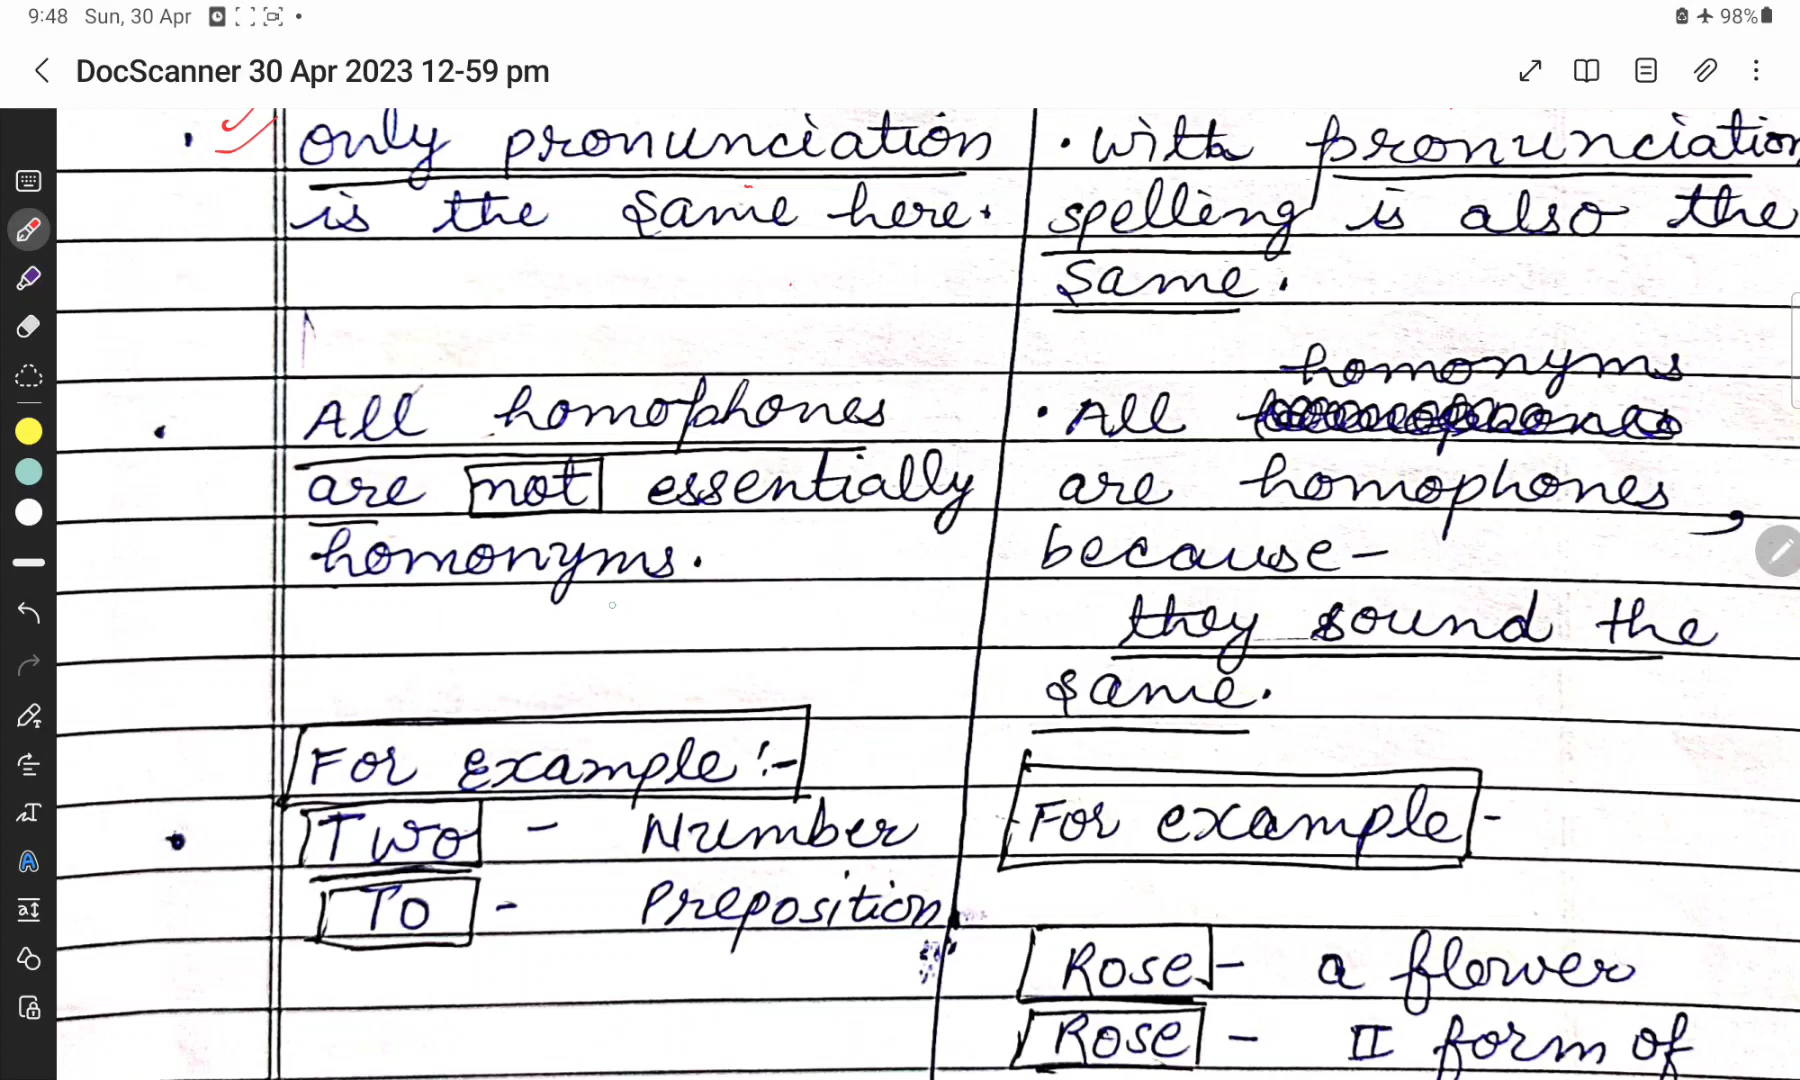 9:48 Sun, 30 Apr
98%
DocScanner 30 Apr 2023 12-59 pm
only pronunciation
is the same here.
All homophones
are not essentially
homonyms.
For example :-
Two - Number
To - Preposition
• with pronunciation
spelling is also the
same.
homonyms
• All
are homophones,
because -
they sound the
same.
For example -
Rose - a flower
Rose - II form of